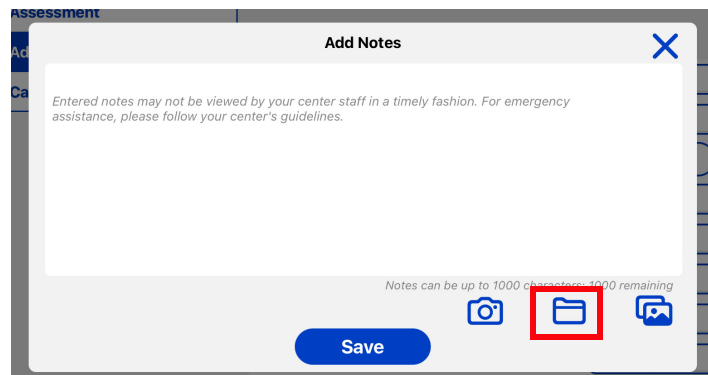 Assessment
Add Notes
Ad
Ca
Entered notes may not be viewed by your center staff in a timely fashion. For emergency
assistance, please follow your center's guidelines.
Notes can be up to 1000 characters: 1000 remaining
Save